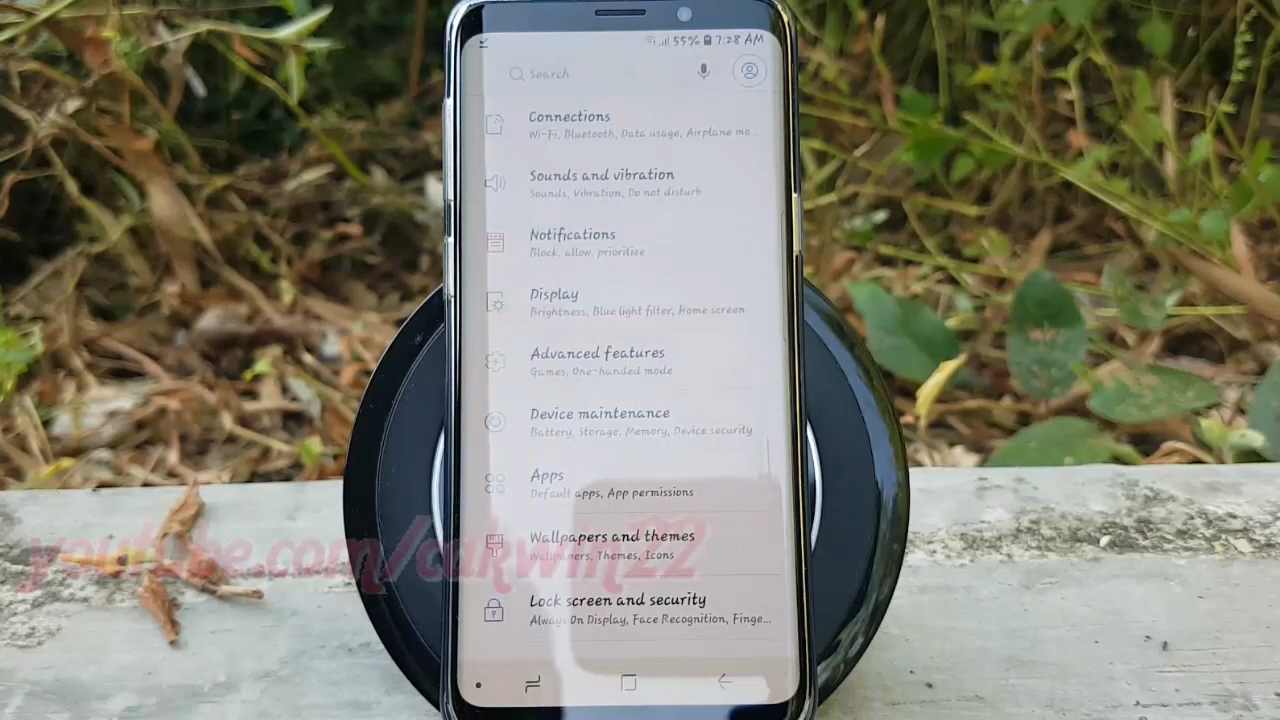 55% 7:28 AM
Search
Connections
Wi-Fi, Bluetooth, Data usage, Airplane mo...
Sounds and vibration
Sounds, Vibration, Do not disturb
Notifications
Block, allow, prioritize
Display
Brightness, Blue light filter, Home screen
Advanced features
Games, One-handed mode
Device maintenance
Battery, Storage, Memory, Device security
Apps
Default apps, App permissions
Wallpapers and themes
Wallpapers, Themes, Icons
youtube.com/cakwin22
Lock screen and security
Always On Display, Face Recognition, Finge...